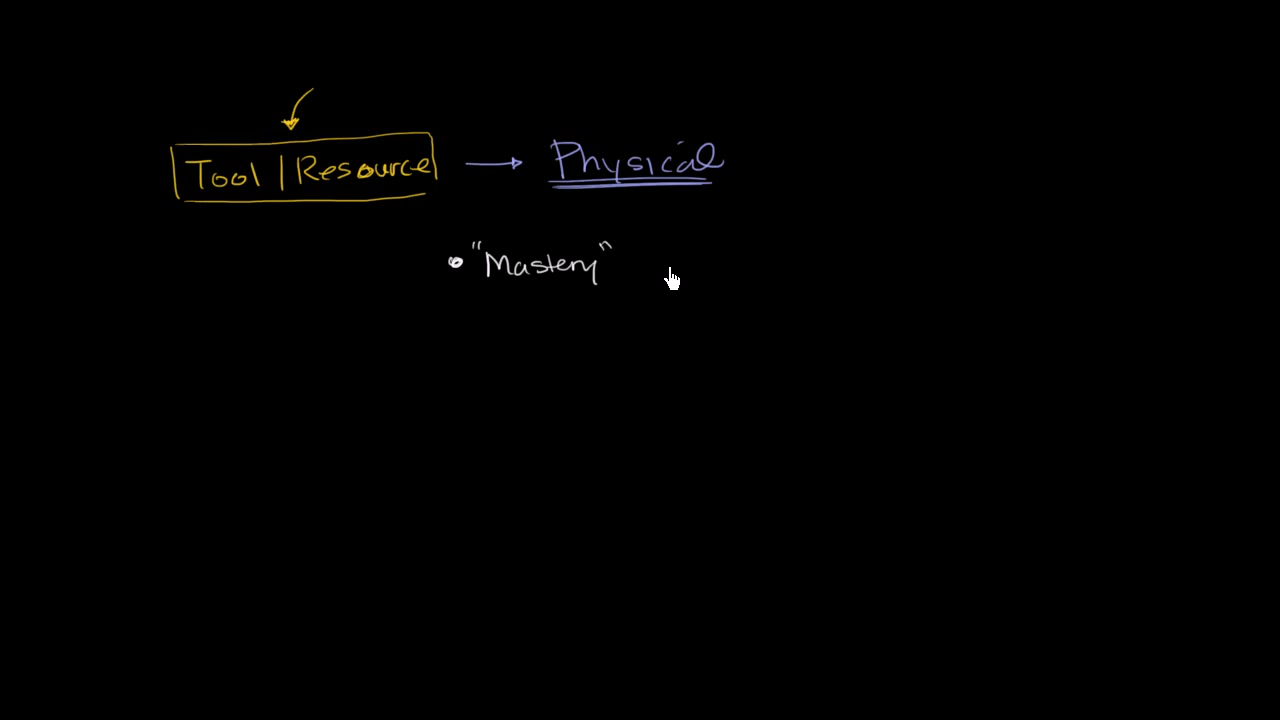 Tool | Resource → Physical
• "Mastery"